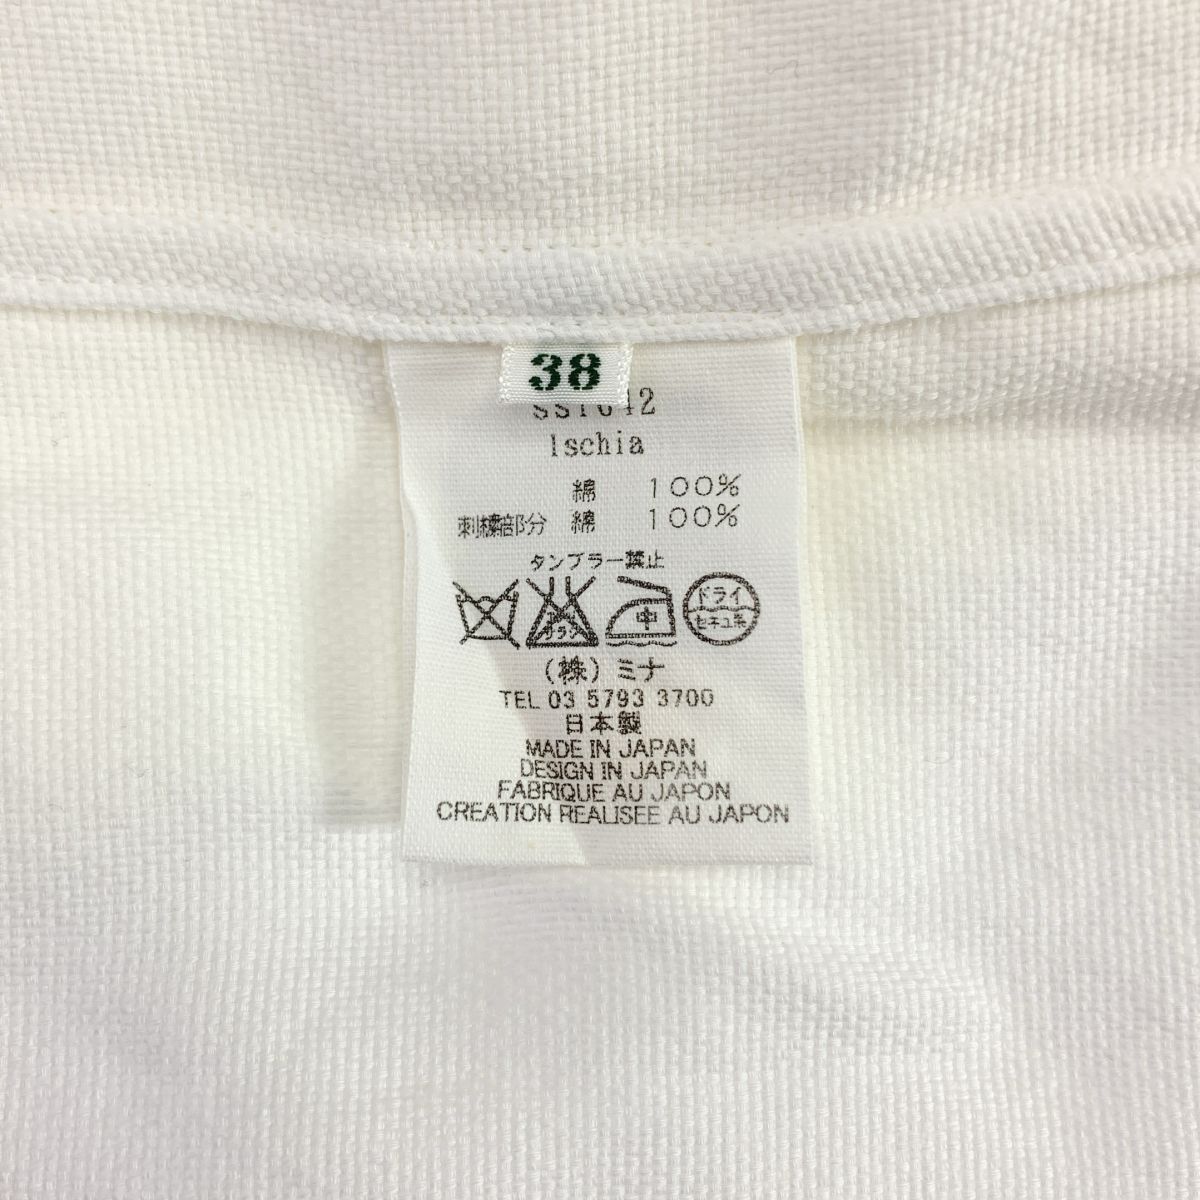 38
Ischia
綿 100%
刺繍部分 綿 100%
タンブラー禁止
中
ドライ
セキユ系
(株)ミナ
TEL 03 5793 3700
日本製
MADE IN JAPAN
DESIGN IN JAPAN
FABRIQUE AU JAPON
CREATION REALISEE AU JAPON